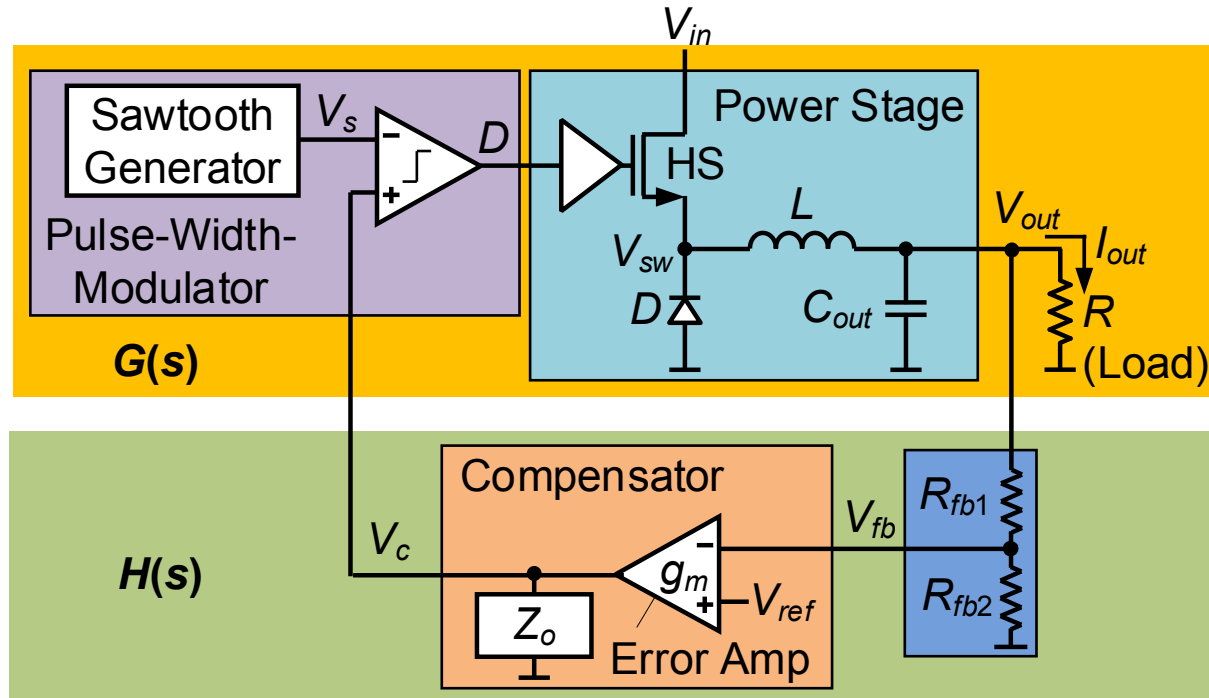 V_in
Sawtooth
Generator
V_s
D
Pulse-Width-
Modulator
Power Stage
HS
L
V_sw
D
C_out
V_out
I_out
R
(Load)
G(s)
Compensator
V_c
g_m
Z_o
V_ref
Error Amp
V_fb
R_fb1
R_fb2
H(s)